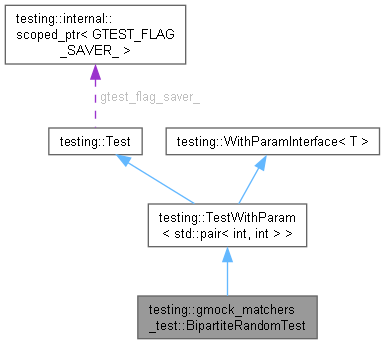 testing::internal::
scoped_ptr< GTEST_FLAG
_SAVER_ >
gtest_flag_saver_
testing::Test
testing::WithParamInterface< T >
testing::TestWithParam
< std::pair< int, int > >
testing::gmock_matchers
_test::BipartiteRandomTest